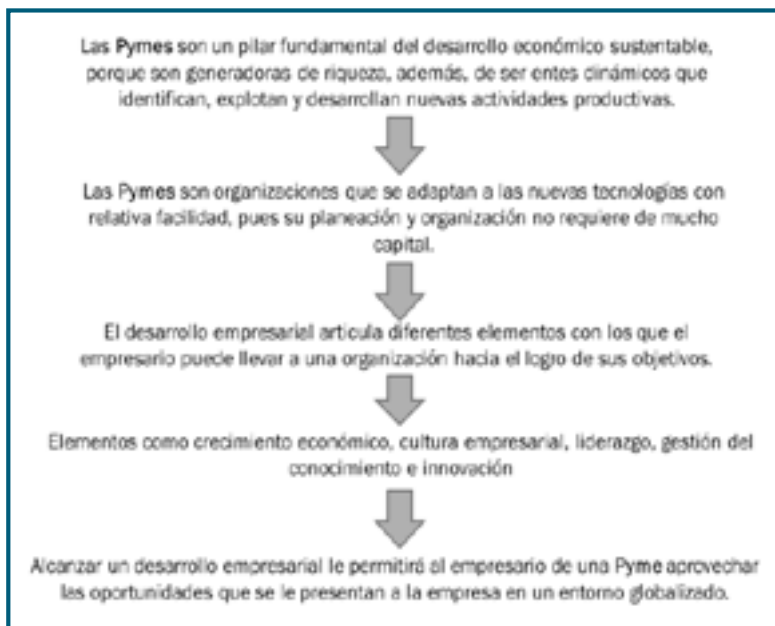 Las Pymes son un pilar fundamental del desarrollo económico sustentable,
porque son generadoras de riqueza, además, de ser entes dinámicos que
identifican, explotan y desarrollan nuevas actividades productivas.
Las Pymes son organizaciones que se adaptan a las nuevas tecnologías con
relativa facilidad, pues su planeación y organización no requiere de mucho
capital.
El desarrollo empresarial articula diferentes elementos con los que el
empresario puede llevar a una organización hacia el logro de sus objetivos.
Elementos como crecimiento económico, cultura empresarial, liderazgo, gestión del
conocimiento e innovación
Alcanzar un desarrollo empresarial le permitirá al empresario de una Pyme aprovechar
las oportunidades que se le presentan a la empresa en un entorno globalizado.